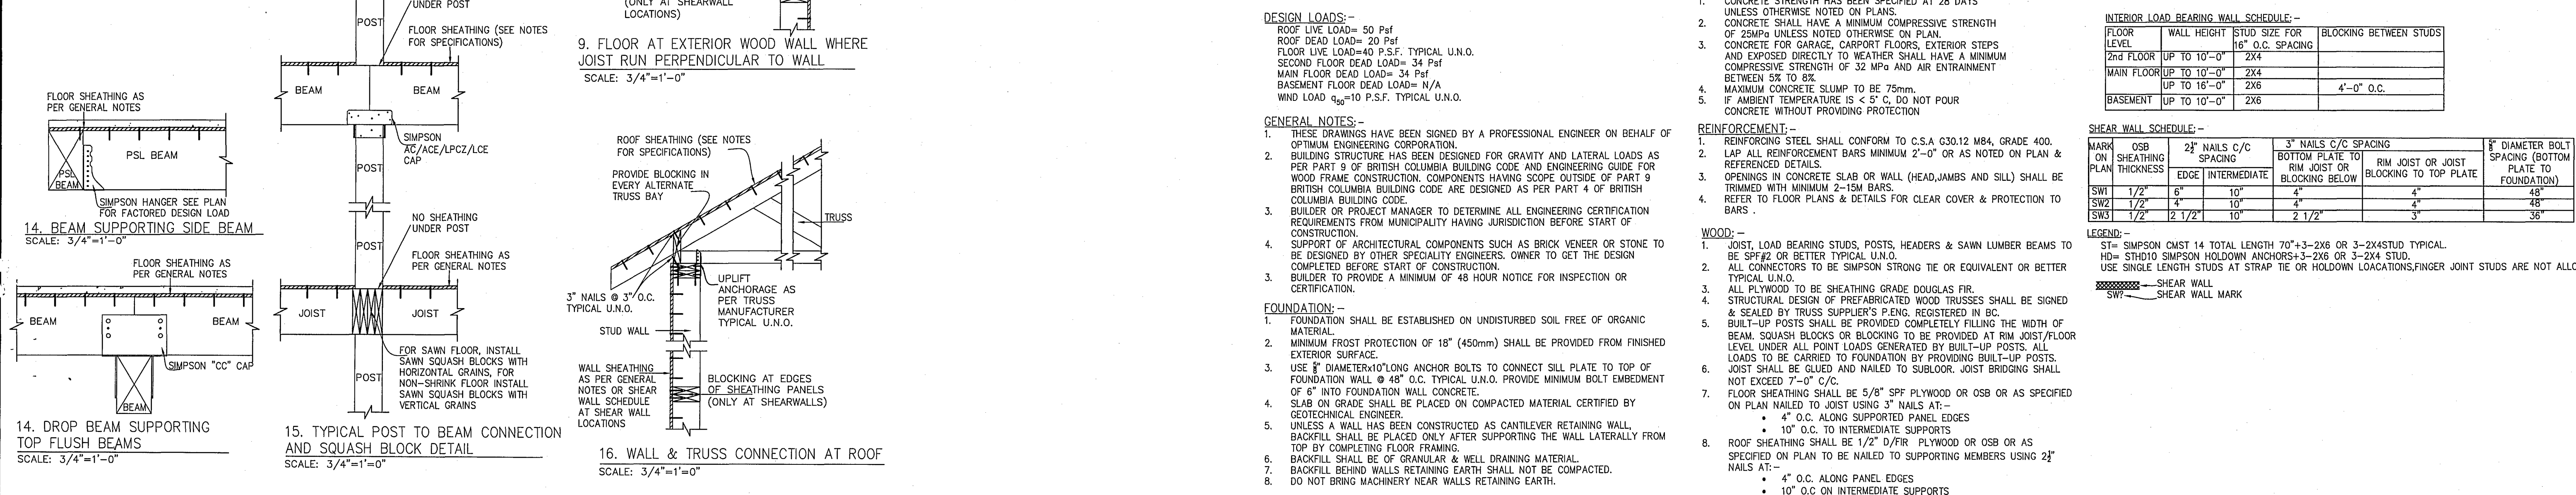 FLOOR SHEATHING AS
PER GENERAL NOTES
PSL BEAM
PSL
BEAM
SIMPSON HANGER SEE PLAN
FOR FACTORED DESIGN LOAD
14. BEAM SUPPORTING SIDE BEAM
SCALE: 3/4"=1'-0"
FLOOR SHEATHING AS
PER GENERAL NOTES
BEAM
BEAM
SIMPSON "CC" CAP
BEAM
14. DROP BEAM SUPPORTING
TOP FLUSH BEAMS
SCALE: 3/4"=1'-0"
POST
UNDER POST
FLOOR SHEATHING (SEE NOTES
FOR SPECIFICATIONS)
BEAM
BEAM
SIMPSON
AC/ACE/LPCZ/LCE
CAP
POST
NO SHEATHING
UNDER POST
POST
FLOOR SHEATHING AS
PER GENERAL NOTES
JOIST
JOIST
FOR SAWN FLOOR, INSTALL
SAWN SQUASH BLOCKS WITH
HORIZONTAL GRAINS, FOR
NON-SHRINK FLOOR INSTALL
SAWN SQUASH BLOCKS WITH
VERTICAL GRAINS
POST
15. TYPICAL POST TO BEAM CONNECTION
AND SQUASH BLOCK DETAIL
SCALE: 3/4"=1'=0"
(ONLY AT SHEARWALL
LOCATIONS)
9. FLOOR AT EXTERIOR WOOD WALL WHERE
JOIST RUN PERPENDICULAR TO WALL
SCALE: 3/4"=1'-0"
ROOF SHEATHING (SEE NOTES
FOR SPECIFICATIONS)
PROVIDE BLOCKING IN
EVERY ALTERNATE
TRUSS BAY
TRUSS
3" NAILS @ 3" O.C.
TYPICAL U.N.O.
UPLIFT
ANCHORAGE AS
PER TRUSS
MANUFACTURER
TYPICAL U.N.O.
STUD WALL
WALL SHEATHING
AS PER GENERAL
NOTES OR SHEAR
WALL SCHEDULE
AT SHEAR WALL
LOCATIONS
BLOCKING AT EDGES
OF SHEATHING PANELS
(ONLY AT SHEARWALLS)
16. WALL & TRUSS CONNECTION AT ROOF
SCALE: 3/4"=1'=0"
DESIGN LOADS:-
ROOF LIVE LOAD= 50 Psf
ROOF DEAD LOAD= 20 Psf
FLOOR LIVE LOAD=40 P.S.F. TYPICAL U.N.O.
SECOND FLOOR DEAD LOAD= 34 Psf
MAIN FLOOR DEAD LOAD= 34 Psf
BASEMENT FLOOR DEAD LOAD= N/A
WIND LOAD q50=10 P.S.F. TYPICAL U.N.O.
GENERAL NOTES:-
1. THESE DRAWINGS HAVE BEEN SIGNED BY A PROFESSIONAL ENGINEER ON BEHALF OF
OPTIMUM ENGINEERING CORPORATION.
2. BUILDING STRUCTURE HAS BEEN DESIGNED FOR GRAVITY AND LATERAL LOADS AS
PER PART 9 OF BRITISH COLUMBIA BUILDING CODE AND ENGINEERING GUIDE FOR
WOOD FRAME CONSTRUCTION. COMPONENTS HAVING SCOPE OUTSIDE OF PART 9
BRITISH COLUMBIA BUILDING CODE ARE DESIGNED AS PER PART 4 OF BRITISH
COLUMBIA BUILDING CODE.
3. BUILDER OR PROJECT MANAGER TO DETERMINE ALL ENGINEERING CERTIFICATION
REQUIREMENTS FROM MUNICIPALITY HAVING JURISDICTION BEFORE START OF
CONSTRUCTION.
4. SUPPORT OF ARCHITECTURAL COMPONENTS SUCH AS BRICK VENEER OR STONE TO
BE DESIGNED BY OTHER SPECIALITY ENGINEERS. OWNER TO GET THE DESIGN
COMPLETED BEFORE START OF CONSTRUCTION.
3. BUILDER TO PROVIDE A MINIMUM OF 48 HOUR NOTICE FOR INSPECTION OR
CERTIFICATION.
FOUNDATION:-
1. FOUNDATION SHALL BE ESTABLISHED ON UNDISTURBED SOIL FREE OF ORGANIC
MATERIAL.
2. MINIMUM FROST PROTECTION OF 18" (450mm) SHALL BE PROVIDED FROM FINISHED
EXTERIOR SURFACE.
3. USE ⅝" DIAMETERx10"LONG ANCHOR BOLTS TO CONNECT SILL PLATE TO TOP OF
FOUNDATION WALL @ 48" O.C. TYPICAL U.N.O. PROVIDE MINIMUM BOLT EMBEDMENT
OF 6" INTO FOUNDATION WALL CONCRETE.
4. SLAB ON GRADE SHALL BE PLACED ON COMPACTED MATERIAL CERTIFIED BY
GEOTECHNICAL ENGINEER.
5. UNLESS A WALL HAS BEEN CONSTRUCTED AS CANTILEVER RETAINING WALL,
BACKFILL SHALL BE PLACED ONLY AFTER SUPPORTING THE WALL LATERALLY FROM
TOP BY COMPLETING FLOOR FRAMING.
6. BACKFILL SHALL BE OF GRANULAR & WELL DRAINING MATERIAL.
7. BACKFILL BEHIND WALLS RETAINING EARTH SHALL NOT BE COMPACTED.
8. DO NOT BRING MACHINERY NEAR WALLS RETAINING EARTH.
1. CONCRETE STRENGTH HAS BEEN SPECIFIED AT 28 DAYS
UNLESS OTHERWISE NOTED ON PLANS.
2. CONCRETE SHALL HAVE A MINIMUM COMPRESSIVE STRENGTH
OF 25MPa UNLESS NOTED OTHERWISE ON PLAN.
3. CONCRETE FOR GARAGE, CARPORT FLOORS, EXTERIOR STEPS
AND EXPOSED DIRECTLY TO WEATHER SHALL HAVE A MINIMUM
COMPRESSIVE STRENGTH OF 32 MPa AND AIR ENTRAINMENT
BETWEEN 5% TO 8%.
4. MAXIMUM CONCRETE SLUMP TO BE 75mm.
5. IF AMBIENT TEMPERATURE IS < 5° C, DO NOT POUR
CONCRETE WITHOUT PROVIDING PROTECTION
REINFORCEMENT:-
1. REINFORCING STEEL SHALL CONFORM TO C.S.A G30.12 M84, GRADE 400.
2. LAP ALL REINFORCEMENT BARS MINIMUM 2'-0" OR AS NOTED ON PLAN &
REFERENCED DETAILS.
3. OPENINGS IN CONCRETE SLAB OR WALL (HEAD,JAMBS AND SILL) SHALL BE
TRIMMED WITH MINIMUM 2-15M BARS.
4. REFER TO FLOOR PLANS & DETAILS FOR CLEAR COVER & PROTECTION TO
BARS .
WOOD:-
1. JOIST, LOAD BEARING STUDS, POSTS, HEADERS & SAWN LUMBER BEAMS TO
BE SPF#2 OR BETTER TYPICAL U.N.O.
2. ALL CONNECTORS TO BE SIMPSON STRONG TIE OR EQUIVALENT OR BETTER
TYPICAL U.N.O.
3. ALL PLYWOOD TO BE SHEATHING GRADE DOUGLAS FIR.
4. STRUCTURAL DESIGN OF PREFABRICATED WOOD TRUSSES SHALL BE SIGNED
& SEALED BY TRUSS SUPPLIER'S P.ENG. REGISTERED IN BC.
5. BUILT-UP POSTS SHALL BE PROVIDED COMPLETELY FILLING THE WIDTH OF
BEAM. SQUASH BLOCKS OR BLOCKING TO BE PROVIDED AT RIM JOIST/FLOOR
LEVEL UNDER ALL POINT LOADS GENERATED BY BUILT-UP POSTS. ALL
LOADS TO BE CARRIED TO FOUNDATION BY PROVIDING BUILT-UP POSTS.
6. JOIST SHALL BE GLUED AND NAILED TO SUBLOOR. JOIST BRIDGING SHALL
NOT EXCEED 7'-0" C/C.
7. FLOOR SHEATHING SHALL BE 5/8" SPF PLYWOOD OR OSB OR AS SPECIFIED
ON PLAN NAILED TO JOIST USING 3" NAILS AT:-
• 4" O.C. ALONG SUPPORTED PANEL EDGES
• 10" O.C. TO INTERMEDIATE SUPPORTS
8. ROOF SHEATHING SHALL BE 1/2" D/FIR PLYWOOD OR OSB OR AS
SPECIFIED ON PLAN TO BE NAILED TO SUPPORTING MEMBERS USING 2½"
NAILS AT:-
• 4" O.C. ALONG PANEL EDGES
• 10" O.C ON INTERMEDIATE SUPPORTS
INTERIOR LOAD BEARING WALL SCHEDULE:-
FLOOR LEVEL WALL HEIGHT STUD SIZE FOR 16" O.C. SPACING BLOCKING BETWEEN STUDS
2nd FLOOR UP TO 10'-0" 2X4
MAIN FLOOR UP TO 10'-0" 2X4
UP TO 16'-0" 2X6 4'-0" O.C.
BASEMENT UP TO 10'-0" 2X6
SHEAR WALL SCHEDULE:-
MARK ON PLAN OSB SHEATHING THICKNESS 2½" NAILS C/C SPACING 3" NAILS C/C SPACING ⅝" DIAMETER BOLT SPACING (BOTTOM PLATE TO FOUNDATION)
EDGE INTERMEDIATE BOTTOM PLATE TO RIM JOIST OR BLOCKING BELOW RIM JOIST OR JOIST BLOCKING TO TOP PLATE
SW1 1/2" 6" 10" 4" 4" 48"
SW2 1/2" 4" 10" 4" 4" 48"
SW3 1/2" 2 1/2" 10" 2 1/2" 3" 36"
LEGEND:-
ST= SIMPSON CMST 14 TOTAL LENGTH 70"+3-2X6 OR 3-2X4STUD TYPICAL.
HD= STHD10 SIMPSON HOLDOWN ANCHORS+3-2X6 OR 3-2X4 STUD.
USE SINGLE LENGTH STUDS AT STRAP TIE OR HOLDOWN LOACATIONS,FINGER JOINT STUDS ARE NOT ALLO
SHEAR WALL
SW? SHEAR WALL MARK